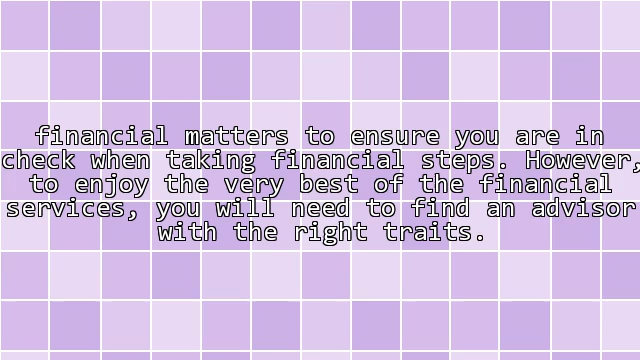 financial matters to ensure you are in
check when taking financial steps. However,
to enjoy the very best of the financial
services, you will need to find an advisor
with the right traits.